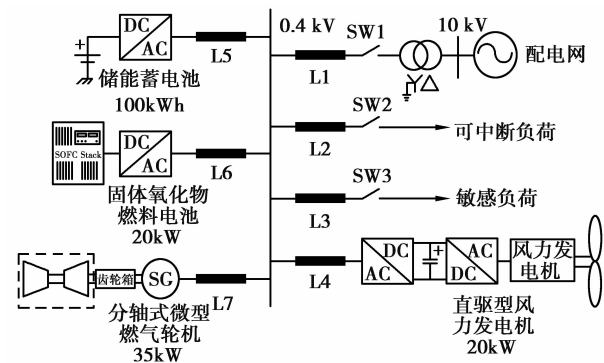 DC
AC
L5
储能蓄电池
100kWh
SOFC Stack
DC
AC
L6
固体氧化物
燃料电池
20kW
齿轮箱
SG
L7
分轴式微型
燃气轮机
35kW
0.4 kV
SW1
10 kV
L1
配电网
SW2
L2
可中断负荷
SW3
L3
敏感负荷
L4
DC
AC
AC
DC
风力发
电机
直驱型风
力发电机
20kW